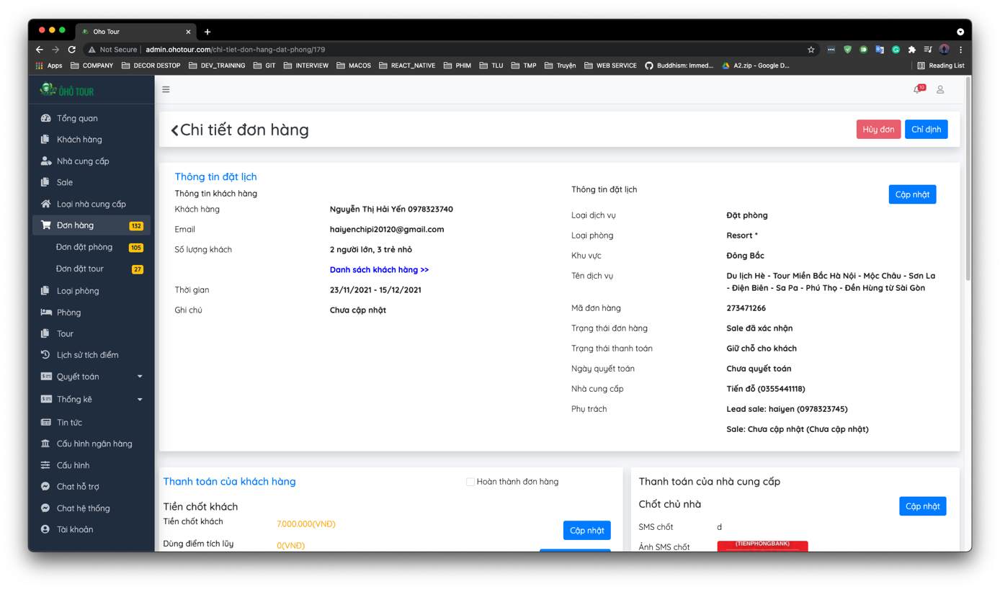 Oho Tour
Not Secure
admin.ohotour.com/chi-tiet-don-hang-dat-phong/179
Apps
COMPANY
DECOR DESTOP
DEV_TRAINING
GIT
INTERVIEW
MACOS
REACT_NATIVE
PHIM
TLU
TMP
Truyện
WEB SERVICE
Buddhism: Immed...
A2.zip - Google D...
Reading List
ÔHÔ TOUR
10
Tổng quan
Khách hàng
Nhà cung cấp
Sale
Loại nhà cung cấp
Đơn hàng 132
Đơn đặt phòng 105
Đơn đặt tour 27
Loại phòng
Phòng
Tour
Lịch sử tích điểm
Quyết toán
Thống kê
Tin tức
Cấu hình ngân hàng
Cấu hình
Chat hỗ trợ
Chat hệ thống
Tài khoản
Chi tiết đơn hàng
Hủy đơn
Chỉ định
Thông tin đặt lịch
Thông tin khách hàng
Khách hàng Nguyễn Thị Hải Yến 0978323740
Email haiyenchipi20120@gmail.com
Số lượng khách 2 người lớn, 3 trẻ nhỏ
Danh sách khách hàng >>
Thời gian 23/11/2021 - 15/12/2021
Ghi chú Chưa cập nhật
Thông tin đặt lịch
Cập nhật
Loại dịch vụ Đặt phòng
Loại phòng Resort *
Khu vực Đông Bắc
Tên dịch vụ Du lịch Hè - Tour Miền Bắc Hà Nội - Mộc Châu - Sơn La
- Điện Biên - Sa Pa - Phú Thọ - Đền Hùng từ Sài Gòn
Mã đơn hàng 273471266
Trạng thái đơn hàng Sale đã xác nhận
Trạng thái thanh toán Giữ chỗ cho khách
Ngày quyết toán Chưa quyết toán
Nhà cung cấp Tiến đỗ (0355441118)
Phụ trách Lead sale: haiyen (0978323745)
Sale: Chưa cập nhật (Chưa cập nhật)
Thanh toán của khách hàng
Hoàn thành đơn hàng
Tiền chốt khách
Tiền chốt khách 7.000.000(VNĐ)
Cập nhật
Dùng điểm tích lũy 0(VNĐ)
Thanh toán của nhà cung cấp
Chốt chủ nhà
Cập nhật
SMS chốt d
Ảnh SMS chốt
(TIENPHONGBANK)